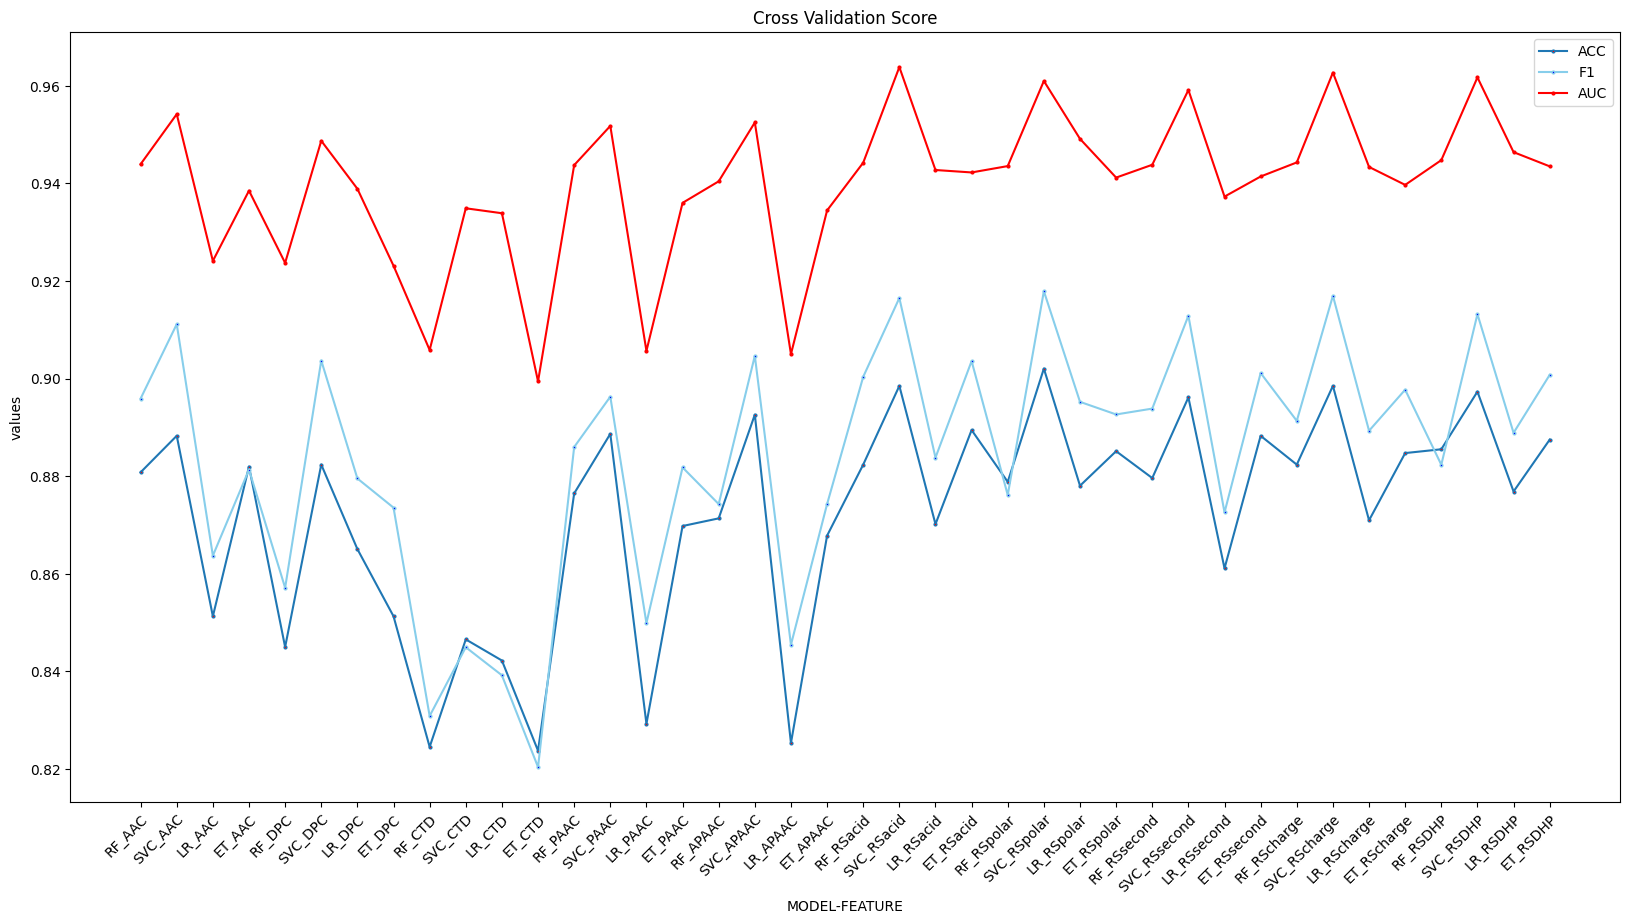 Cross Validation Score
ACC
F1
AUC
values
0.96
0.94
0.92
0.90
0.88
0.86
0.84
0.82
RF_AAC
SVC_AAC
LR_AAC
ET_AAC
RF_DPC
SVC_DPC
LR_DPC
ET_DPC
RF_CTD
SVC_CTD
LR_CTD
ET_CTD
RF_PAAC
SVC_PAAC
LR_PAAC
ET_PAAC
RF_APAAC
SVC_APAAC
LR_APAAC
ET_APAAC
RF_RSacid
SVC_RSacid
LR_RSacid
ET_RSacid
RF_RSpolar
SVC_RSpolar
LR_RSpolar
ET_RSpolar
RF_RSsecond
SVC_RSsecond
LR_RSsecond
ET_RSsecond
RF_RScharge
SVC_RScharge
LR_RScharge
ET_RScharge
RF_RSDHP
SVC_RSDHP
LR_RSDHP
ET_RSDHP
MODEL-FEATURE